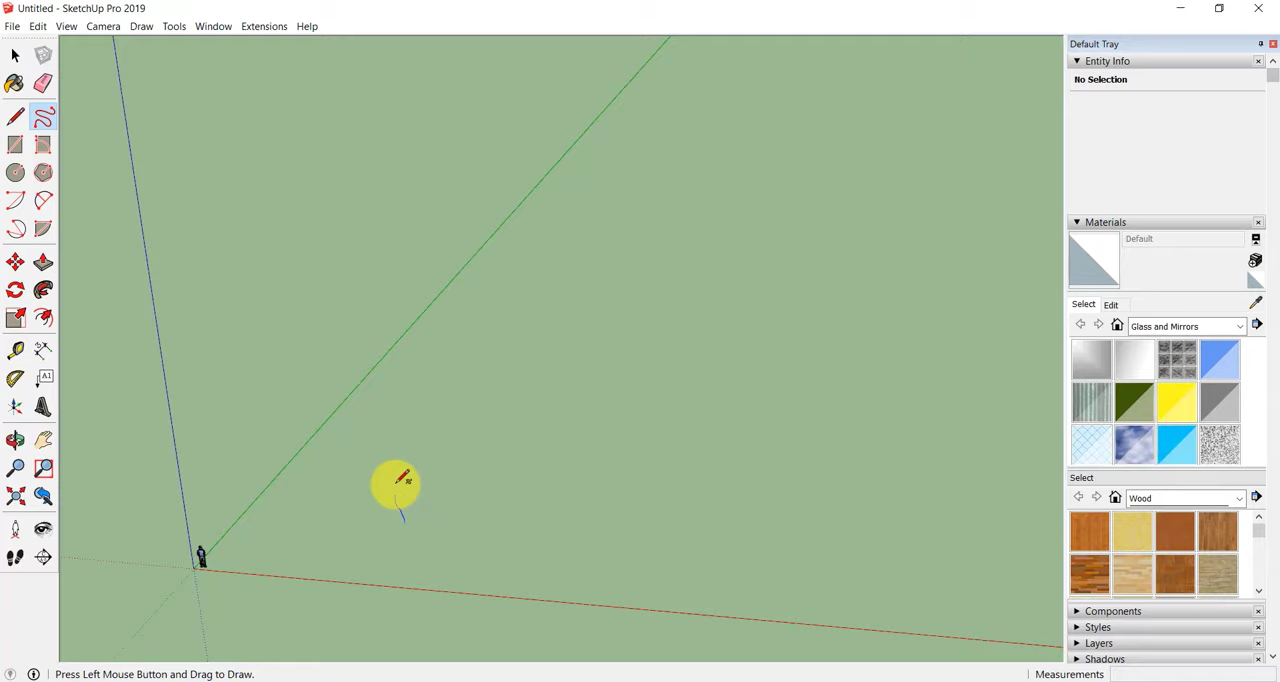 Untitled - SketchUp Pro 2019
File Edit View Camera Draw Tools Window Extensions Help
Default Tray
Entity Info
No Selection
Materials
Default
Select Edit
Glass and Mirrors
Select
Wood
Components
Styles
Layers
Shadows
A1
Press Left Mouse Button and Drag to Draw.
Measurements